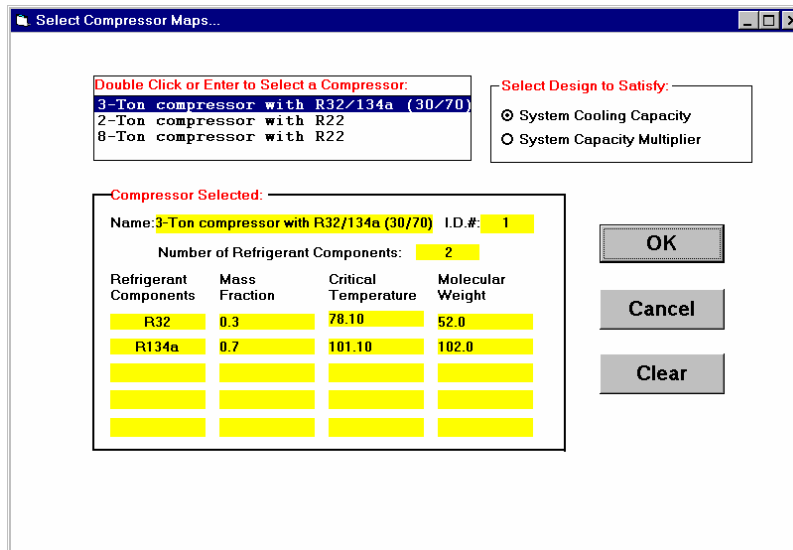 Select Compressor Maps...
Double Click or Enter to Select a Compressor:
3-Ton compressor with R32/134a (30/70)
2-Ton compressor with R22
8-Ton compressor with R22
Select Design to Satisfy:
System Cooling Capacity
System Capacity Multiplier
Compressor Selected:
Name: 3-Ton compressor with R32/134a (30/70) I.D.#: 1
Number of Refrigerant Components: 2
Refrigerant Mass Critical Molecular
Components Fraction Temperature Weight
R32 0.3 78.10 52.0
R134a 0.7 101.10 102.0
OK
Cancel
Clear